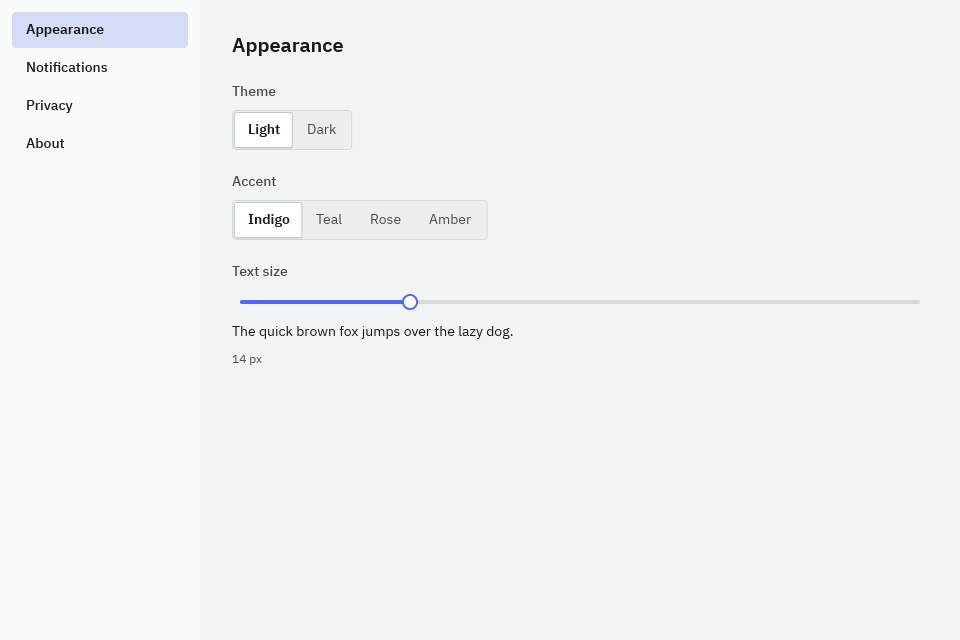 Appearance
Notifications
Privacy
About
Appearance
Theme
Light Dark
Accent
Indigo Teal Rose Amber
Text size
The quick brown fox jumps over the lazy dog.
14 px